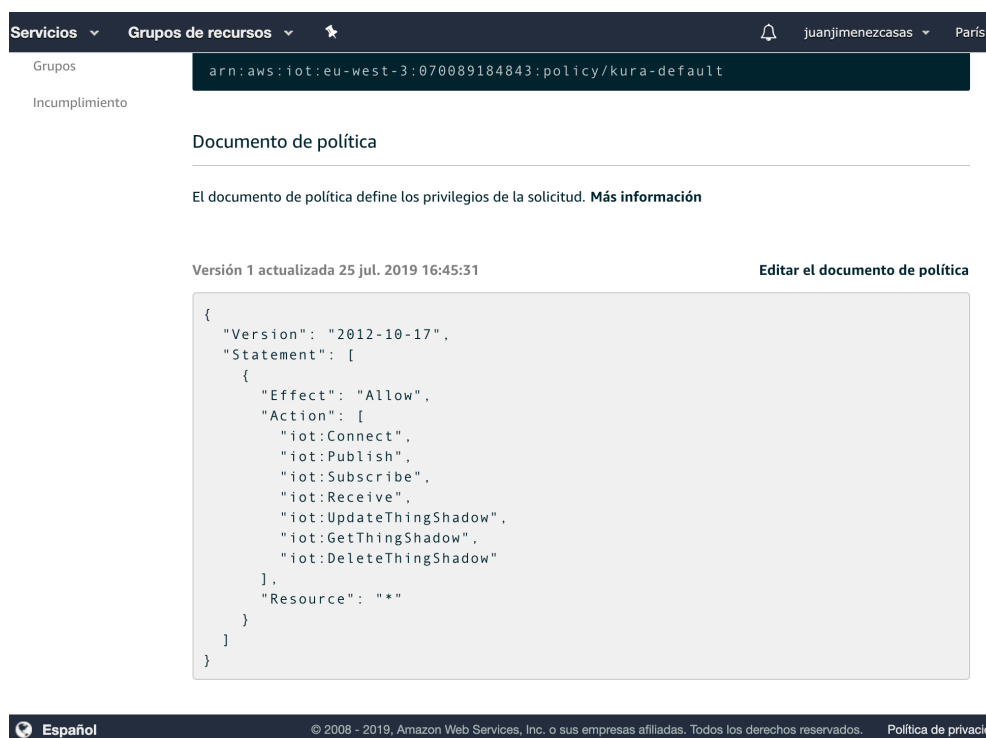 Servicios Grupos de recursos juanjimenezcasas París
Grupos
Incumplimiento
arn:aws:iot:eu-west-3:070089184843:policy/kura-default
Documento de política
El documento de política define los privilegios de la solicitud. Más información
Versión 1 actualizada 25 jul. 2019 16:45:31 Editar el documento de política
{
  "Version": "2012-10-17",
  "Statement": [
    {
      "Effect": "Allow",
      "Action": [
        "iot:Connect",
        "iot:Publish",
        "iot:Subscribe",
        "iot:Receive",
        "iot:UpdateThingShadow",
        "iot:GetThingShadow",
        "iot:DeleteThingShadow"
      ],
      "Resource": "*"
    }
  ]
}
Español © 2008 - 2019, Amazon Web Services, Inc. o sus empresas afiliadas. Todos los derechos reservados. Política de privaci